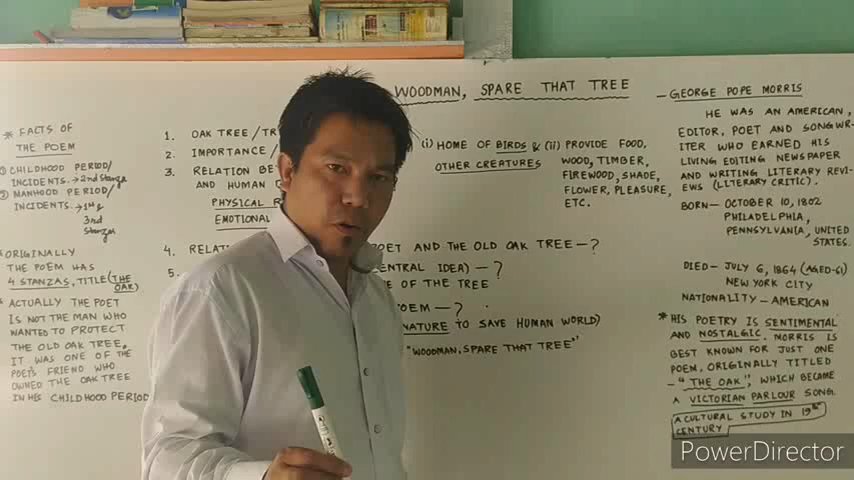 WOODMAN, SPARE THAT TREE
* FACTS OF
THE POEM
① CHILDHOOD PERIOD/
INCIDENTS. → 2nd Stanza
② MANHOOD PERIOD/
INCIDENTS. → 1st
3rd
Stanzas
* ORIGINALLY
THE POEM HAS
4 STANZAS, TITLE (THE
OAK)
* ACTUALLY THE POET
IS NOT THE MAN WHO
WANTED TO PROTECT
THE OLD OAK TREE.
IT WAS ONE OF THE
POET'S FRIEND WHO
OWNED THE OAK TREE
IN HIS CHILDHOOD PERIOD
1. OAK TREE/
2. IMPORTANCE/
3. RELATION
AND HUMAN
PHYSICAL
EMOTIONAL
(i) HOME OF BIRDS &
OTHER CREATURES
(ii) PROVIDE FOOD,
WOOD, TIMBER,
FIREWOOD, SHADE,
FLOWER, PLEASURE,
ETC.
4. POET AND THE OLD OAK TREE — ?
5. IDEA) — ?
OF THE TREE
POEM — ?
NATURE TO SAVE HUMAN WORLD)
"WOODMAN, SPARE THAT TREE"
— GEORGE POPE MORRIS
HE WAS AN AMERICAN,
EDITOR, POET AND SONGWR-
ITER WHO EARNED HIS
LIVING EDITING NEWSPAPER
AND WRITING LITERARY REVI-
EWS (LITERARY CRITIC).
BORN — OCTOBER 10, 1802
PHILADELPHIA,
PENNSYLVANIA, UNITED
STATES.
DIED — JULY 6, 1864 (AGED-61)
NEW YORK CITY
NATIONALITY — AMERICAN
* HIS POETRY IS SENTIMENTAL
AND NOSTALGIC. MORRIS IS
BEST KNOWN FOR JUST ONE
POEM, ORIGINALLY TITLED
— "THE OAK", WHICH BECAME
A VICTORIAN PARLOUR SONG.
A CULTURAL STUDY IN 19th
CENTURY
PowerDirector